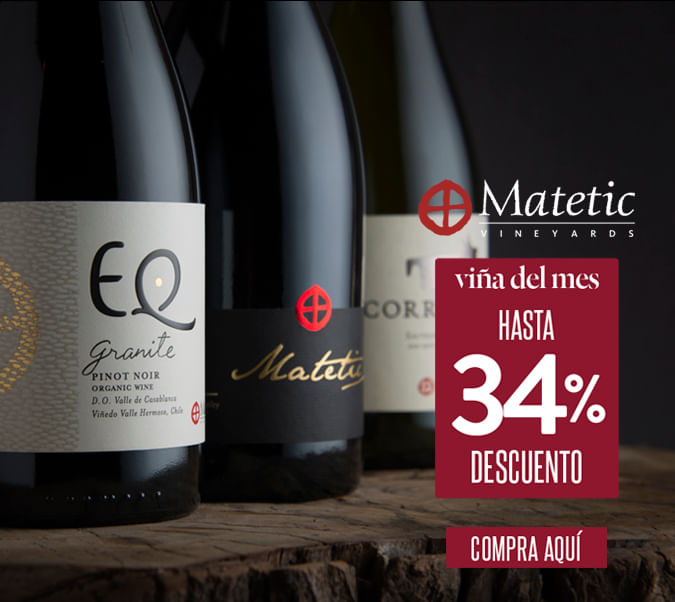 EQ
granite
PINOT NOIR
ORGANIC WINE
D.O. Valle de Casablanca
Viñedo Valle Hermoso, Chile
Matetic
Matetic
VINEYARDS
viña del mes
HASTA
34%
DESCUENTO
COMPRA AQUÍ